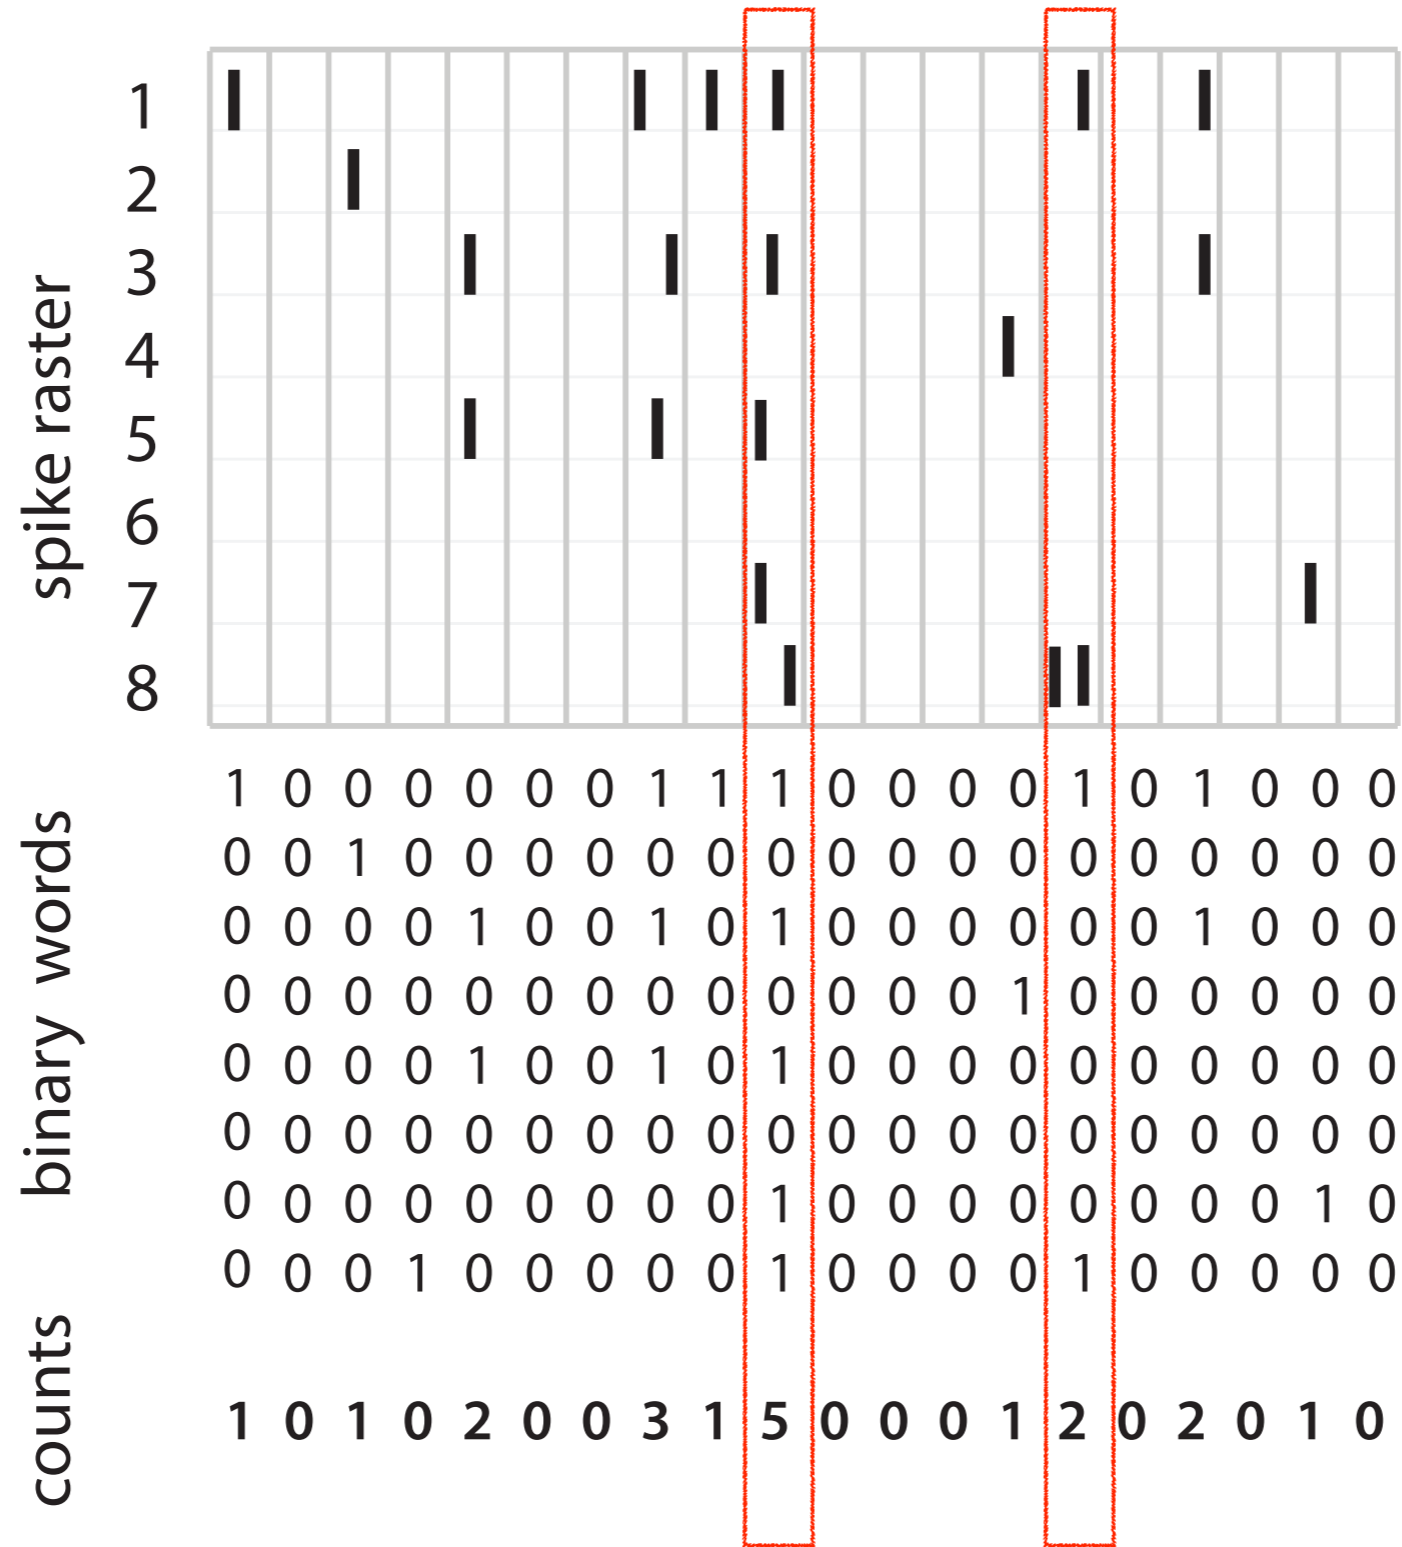 spike raster
1
2
3
4
5
6
7
8
binary words
1 0 0 0 0 0 0 1 1 1 0 0 0 0 1 0 1 0 0 0
0 0 1 0 0 0 0 0 0 0 0 0 0 0 0 0 0 0 0 0
0 0 0 0 1 0 0 1 0 1 0 0 0 0 0 0 1 0 0 0
0 0 0 0 0 0 0 0 0 0 0 0 0 1 0 0 0 0 0 0
0 0 0 0 1 0 0 1 0 1 0 0 0 0 0 0 0 0 0 0
0 0 0 0 0 0 0 0 0 0 0 0 0 0 0 0 0 0 0 0
0 0 0 0 0 0 0 0 0 1 0 0 0 0 0 0 0 0 1 0
0 0 0 1 0 0 0 0 0 1 0 0 0 0 1 0 0 0 0 0
counts
1 0 1 0 2 0 0 3 1 5 0 0 0 1 2 0 2 0 1 0